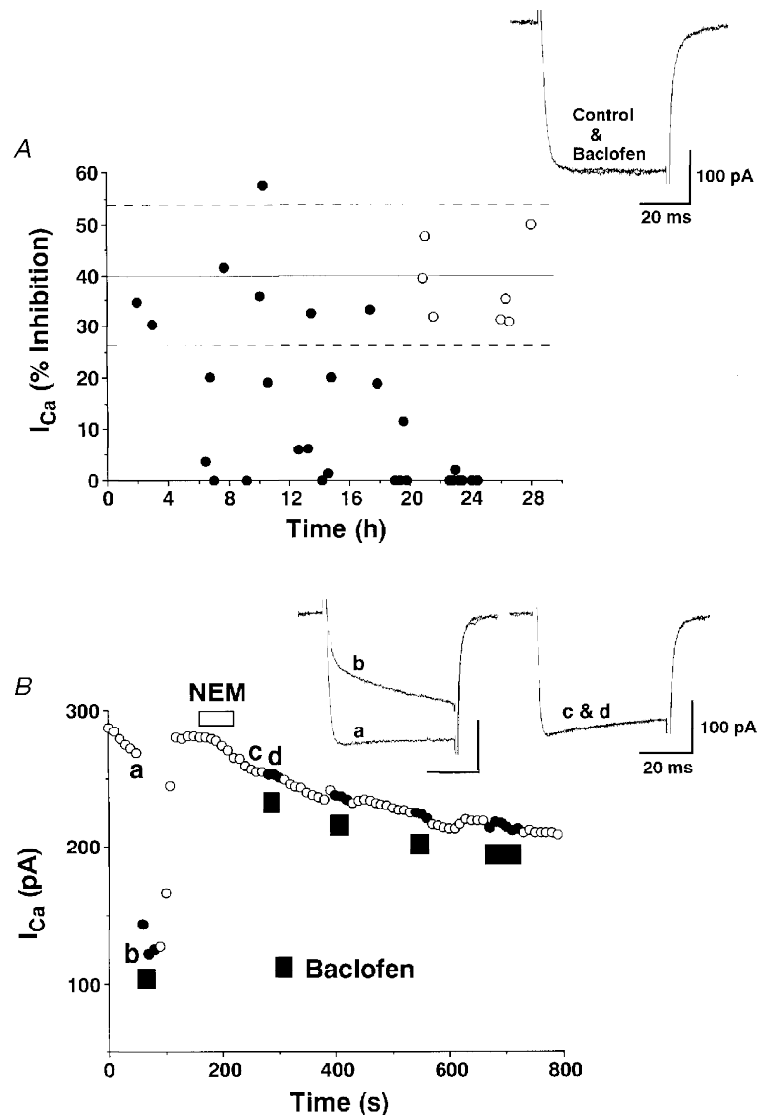 Control
&
Baclofen
100 pA
20 ms
A
60
50
40
30
20
10
0
I Ca (% Inhibition)
0 4 8 12 16 20 24 28
Time (h)
b
a
c & d
100 pA
20 ms
B
NEM
300
200
100
I Ca (pA)
a
b
c d
Baclofen
0 200 400 600 800
Time (s)